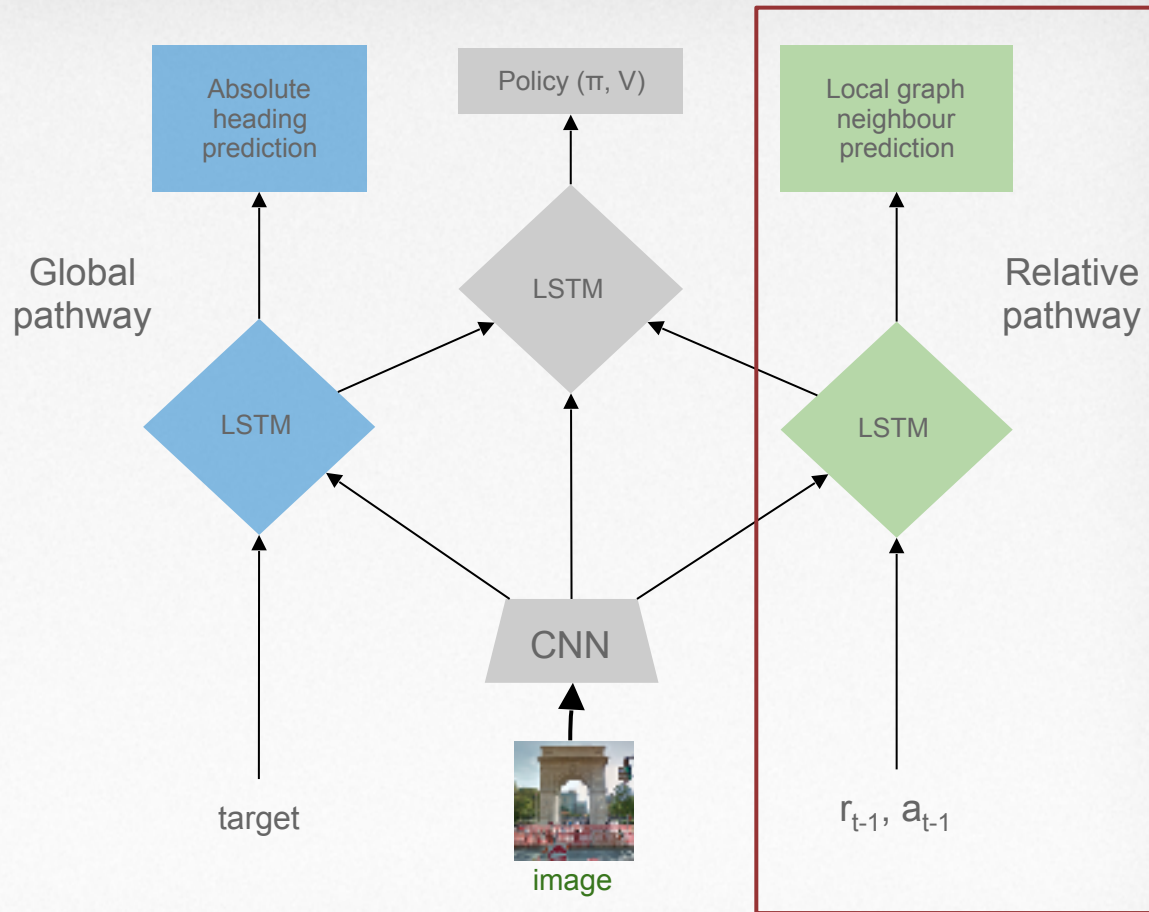 Absolute
heading
prediction
Policy (π, V)
Local graph
neighbour
prediction
Global
pathway
LSTM
Relative
pathway
LSTM
LSTM
CNN
target
image
r_{t-1}, a_{t-1}